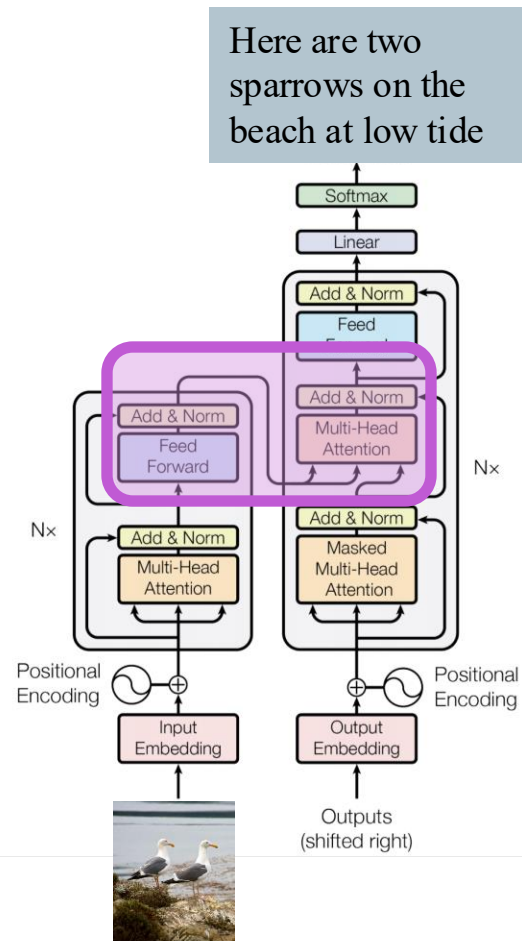 Here are two
sparrows on the
beach at low tide
Softmax
Linear
Add & Norm
Feed
Forward
Add & Norm
Multi-Head
Attention
Add & Norm
Masked
Multi-Head
Attention
Nx
Positional
Encoding
Output
Embedding
Outputs
(shifted right)
Add & Norm
Feed
Forward
Add & Norm
Multi-Head
Attention
Nx
Positional
Encoding
Input
Embedding